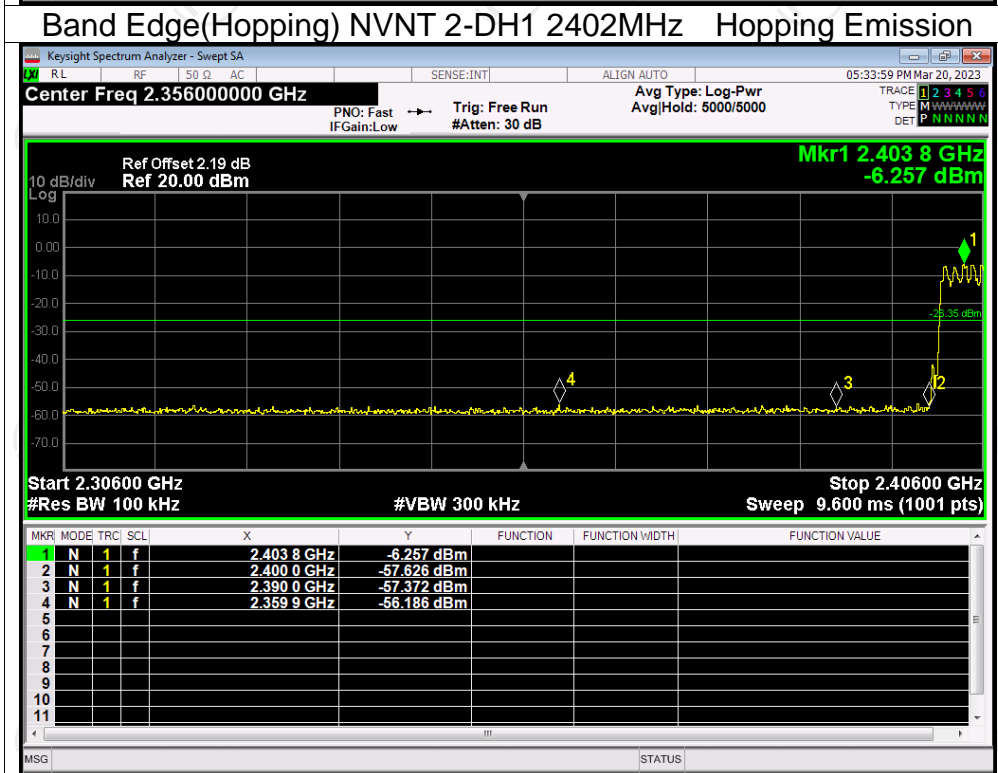 Band Edge(Hopping) NVNT 2-DH1 2402MHz Hopping Emission
Keysight Spectrum Analyzer - Swept SA
LXI RL RF 50 Ω AC SENSE:INT ALIGN AUTO 05:33:59 PM Mar 20, 2023
Center Freq 2.356000000 GHz Avg Type: Log-Pwr TRACE 1 2 3 4 5 6
PNO: Fast Trig: Free Run Avg|Hold: 5000/5000 TYPE M WWWWW
IFGain:Low #Atten: 30 dB DET P N N N N N
Mkr1 2.403 8 GHz
Ref Offset 2.19 dB
10 dB/div Ref 20.00 dBm -6.257 dBm
Log
10.0
0.00
1
-10.0
-20.0
-26.35 dBm
-30.0
-40.0
-50.0
4 3 2
-60.0
-70.0
Start 2.30600 GHz Stop 2.40600 GHz
#Res BW 100 kHz #VBW 300 kHz Sweep 9.600 ms (1001 pts)
MKR MODE TRC SCL X Y FUNCTION FUNCTION WIDTH FUNCTION VALUE
1 N 1 f 2.403 8 GHz -6.257 dBm
2 N 1 f 2.400 0 GHz -57.626 dBm
3 N 1 f 2.390 0 GHz -57.372 dBm
4 N 1 f 2.359 9 GHz -56.186 dBm
5
6
7
8
9
10
11
MSG STATUS